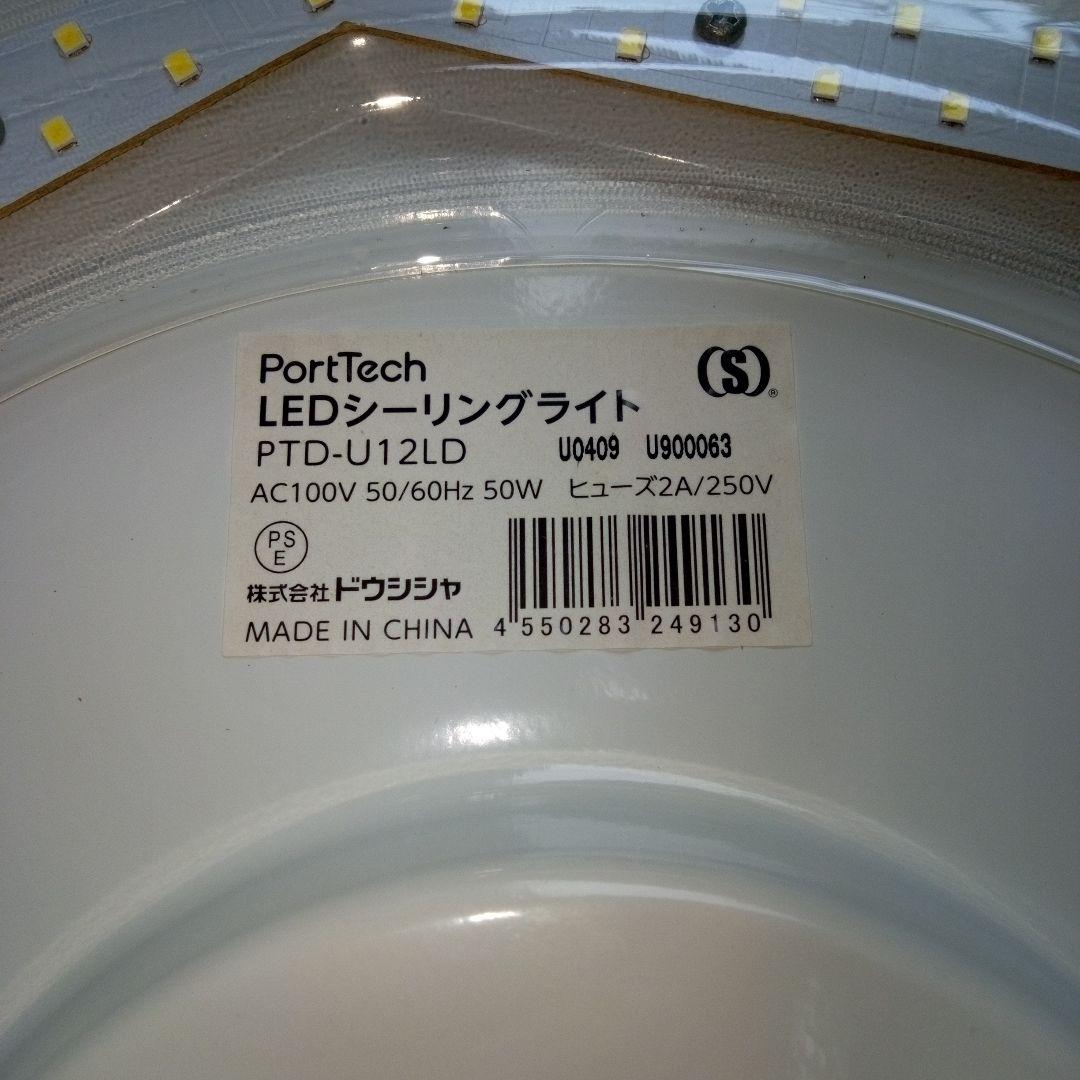 PortTech
(S)®
LEDシーリングライト
PTD-U12LD U0409 U900063
AC100V 50/60Hz 50W ヒューズ2A/250V
PS
E
株式会社ドウシシャ
MADE IN CHINA 4 550283 249130